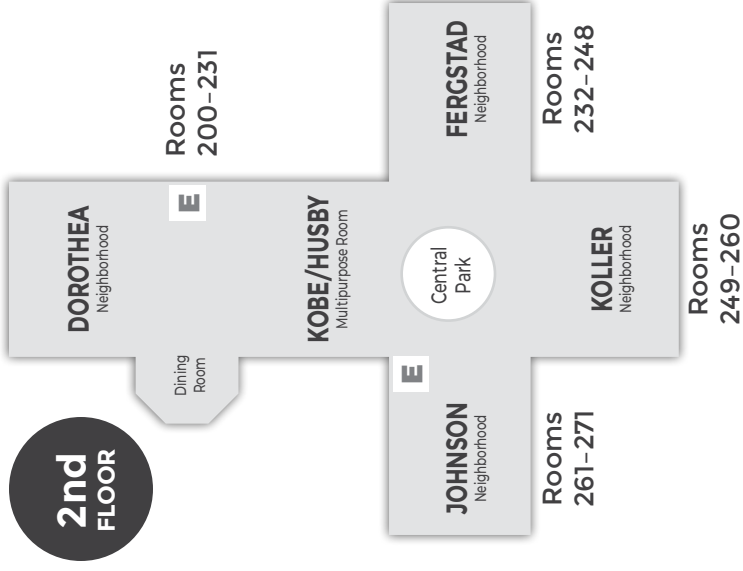 2nd
FLOOR
DOROTHEA
Neighborhood
Dining
Room
E
Rooms
200-231
KOBE/HUSBY
Multipurpose Room
E
JOHNSON
Neighborhood
Central
Park
FERGSTAD
Neighborhood
Rooms
261-271
Rooms
232-248
KOLLER
Neighborhood
Rooms
249-260